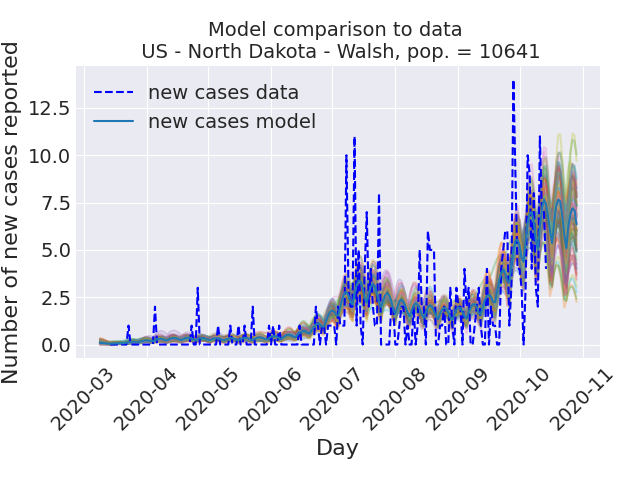 Model comparison to data
US - North Dakota - Walsh, pop. = 10641
Number of new cases reported
12.5
10.0
7.5
5.0
2.5
0.0
new cases data
new cases model
2020-03
2020-04
2020-05
2020-06
2020-07
2020-08
2020-09
2020-10
2020-11
Day